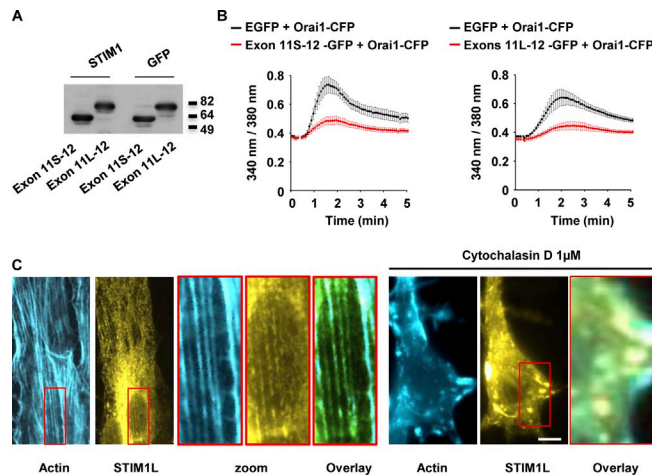 A
STIM1 GFP
82
64
49
Exon 11S-12 Exon 11L-12 Exon 11S-12 Exon 11L-12
B
EGFP + Orai1-CFP
Exon 11S-12 -GFP + Orai1-CFP
340 nm / 380 nm
0.8
0.6
0.4
0.2
0
0 1 2 3 4 5
Time (min)
EGFP + Orai1-CFP
Exons 11L-12 -GFP + Orai1-CFP
340 nm / 380 nm
0.8
0.6
0.4
0.2
0
0 1 2 3 4 5
Time (min)
C
Cytochalasin D 1µM
Actin STIM1L zoom Overlay Actin STIM1L Overlay